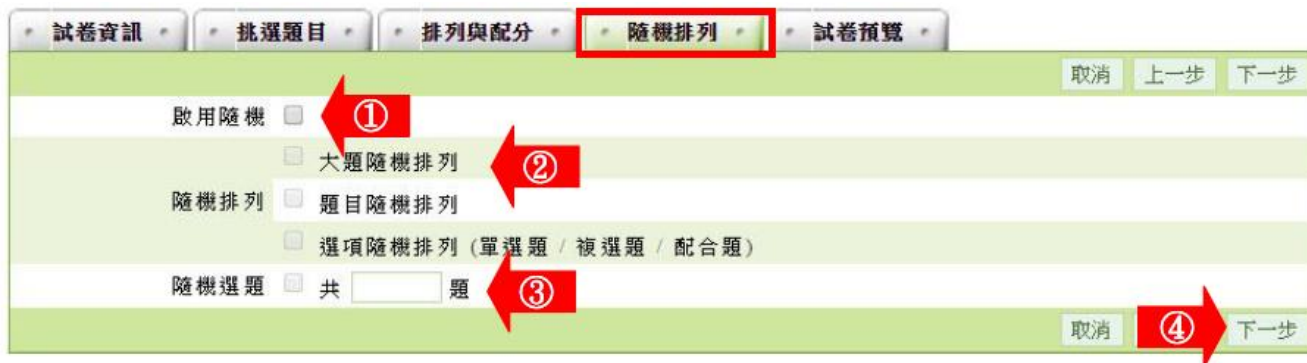 試卷資訊 挑選題目 排列與配分 隨機排列 試卷預覽
取消 上一步 下一步
啟用隨機 ①
大題隨機排列 ②
隨機排列 題目隨機排列
選項隨機排列 (單選題 / 複選題 / 配合題)
隨機選題 共 題 ③
取消 ④ 下一步